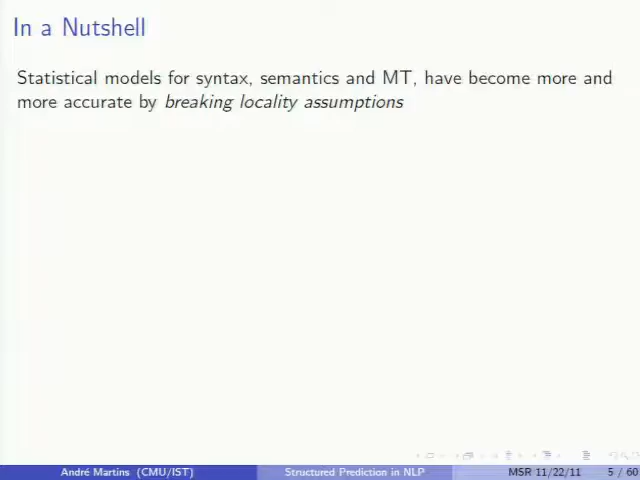 In a Nutshell
Statistical models for syntax, semantics and MT, have become more and
more accurate by breaking locality assumptions
André Martins (CMU/IST) Structured Prediction in NLP MSR 11/22/11 5 / 60